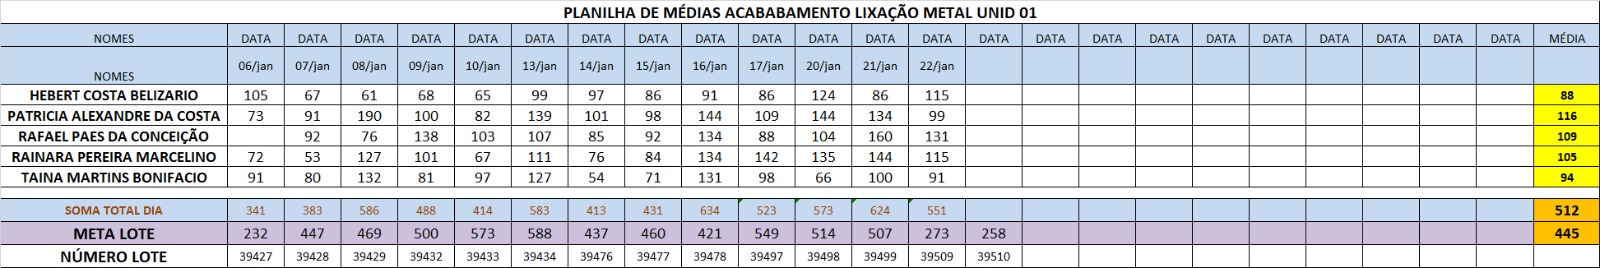 PLANILHA DE MÉDIAS ACABABAMENTO LIXAÇÃO METAL UNID 01
NOMES DATA DATA DATA DATA DATA DATA DATA DATA DATA DATA DATA DATA DATA DATA DATA DATA DATA DATA DATA DATA DATA DATA DATA MÉDIA
NOMES 06/jan 07/jan 08/jan 09/jan 10/jan 13/jan 14/jan 15/jan 16/jan 17/jan 20/jan 21/jan 22/jan
HEBERT COSTA BELIZARIO 105 67 61 68 65 99 97 86 91 86 124 86 115 88
PATRICIA ALEXANDRE DA COSTA 73 91 190 100 82 139 101 98 144 109 144 134 99 116
RAFAEL PAES DA CONCEIÇÃO 92 76 138 103 107 85 92 134 88 104 160 131 109
RAINARA PEREIRA MARCELINO 72 53 127 101 67 111 76 84 134 142 135 144 115 105
TAINA MARTINS BONIFACIO 91 80 132 81 97 127 54 71 131 98 66 100 91 94
SOMA TOTAL DIA 341 383 586 488 414 583 413 431 634 523 573 624 551 512
META LOTE 232 447 469 500 573 588 437 460 421 549 514 507 273 258 445
NÚMERO LOTE 39427 39428 39429 39432 39433 39434 39476 39477 39478 39497 39498 39499 39509 39510